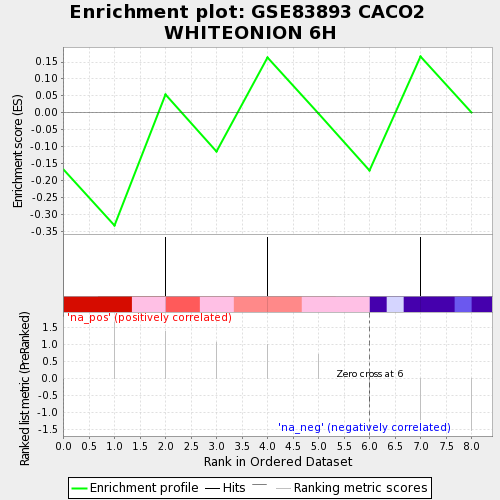 Enrichment plot: GSE83893 CACO2
WHITEONION 6H
Enrichment score (ES)
0.15
0.10
0.05
0.00
-0.05
-0.10
-0.15
-0.20
-0.25
-0.30
-0.35
'na_pos' (positively correlated)
Ranked list metric (PreRanked)
1.5
1.0
0.5
0.0
-0.5
-1.0
-1.5
Zero cross at 6
'na_neg' (negatively correlated)
0.0 0.5 1.0 1.5 2.0 2.5 3.0 3.5 4.0 4.5 5.0 5.5 6.0 6.5 7.0 7.5 8.0
Rank in Ordered Dataset
Enrichment profile Hits Ranking metric scores